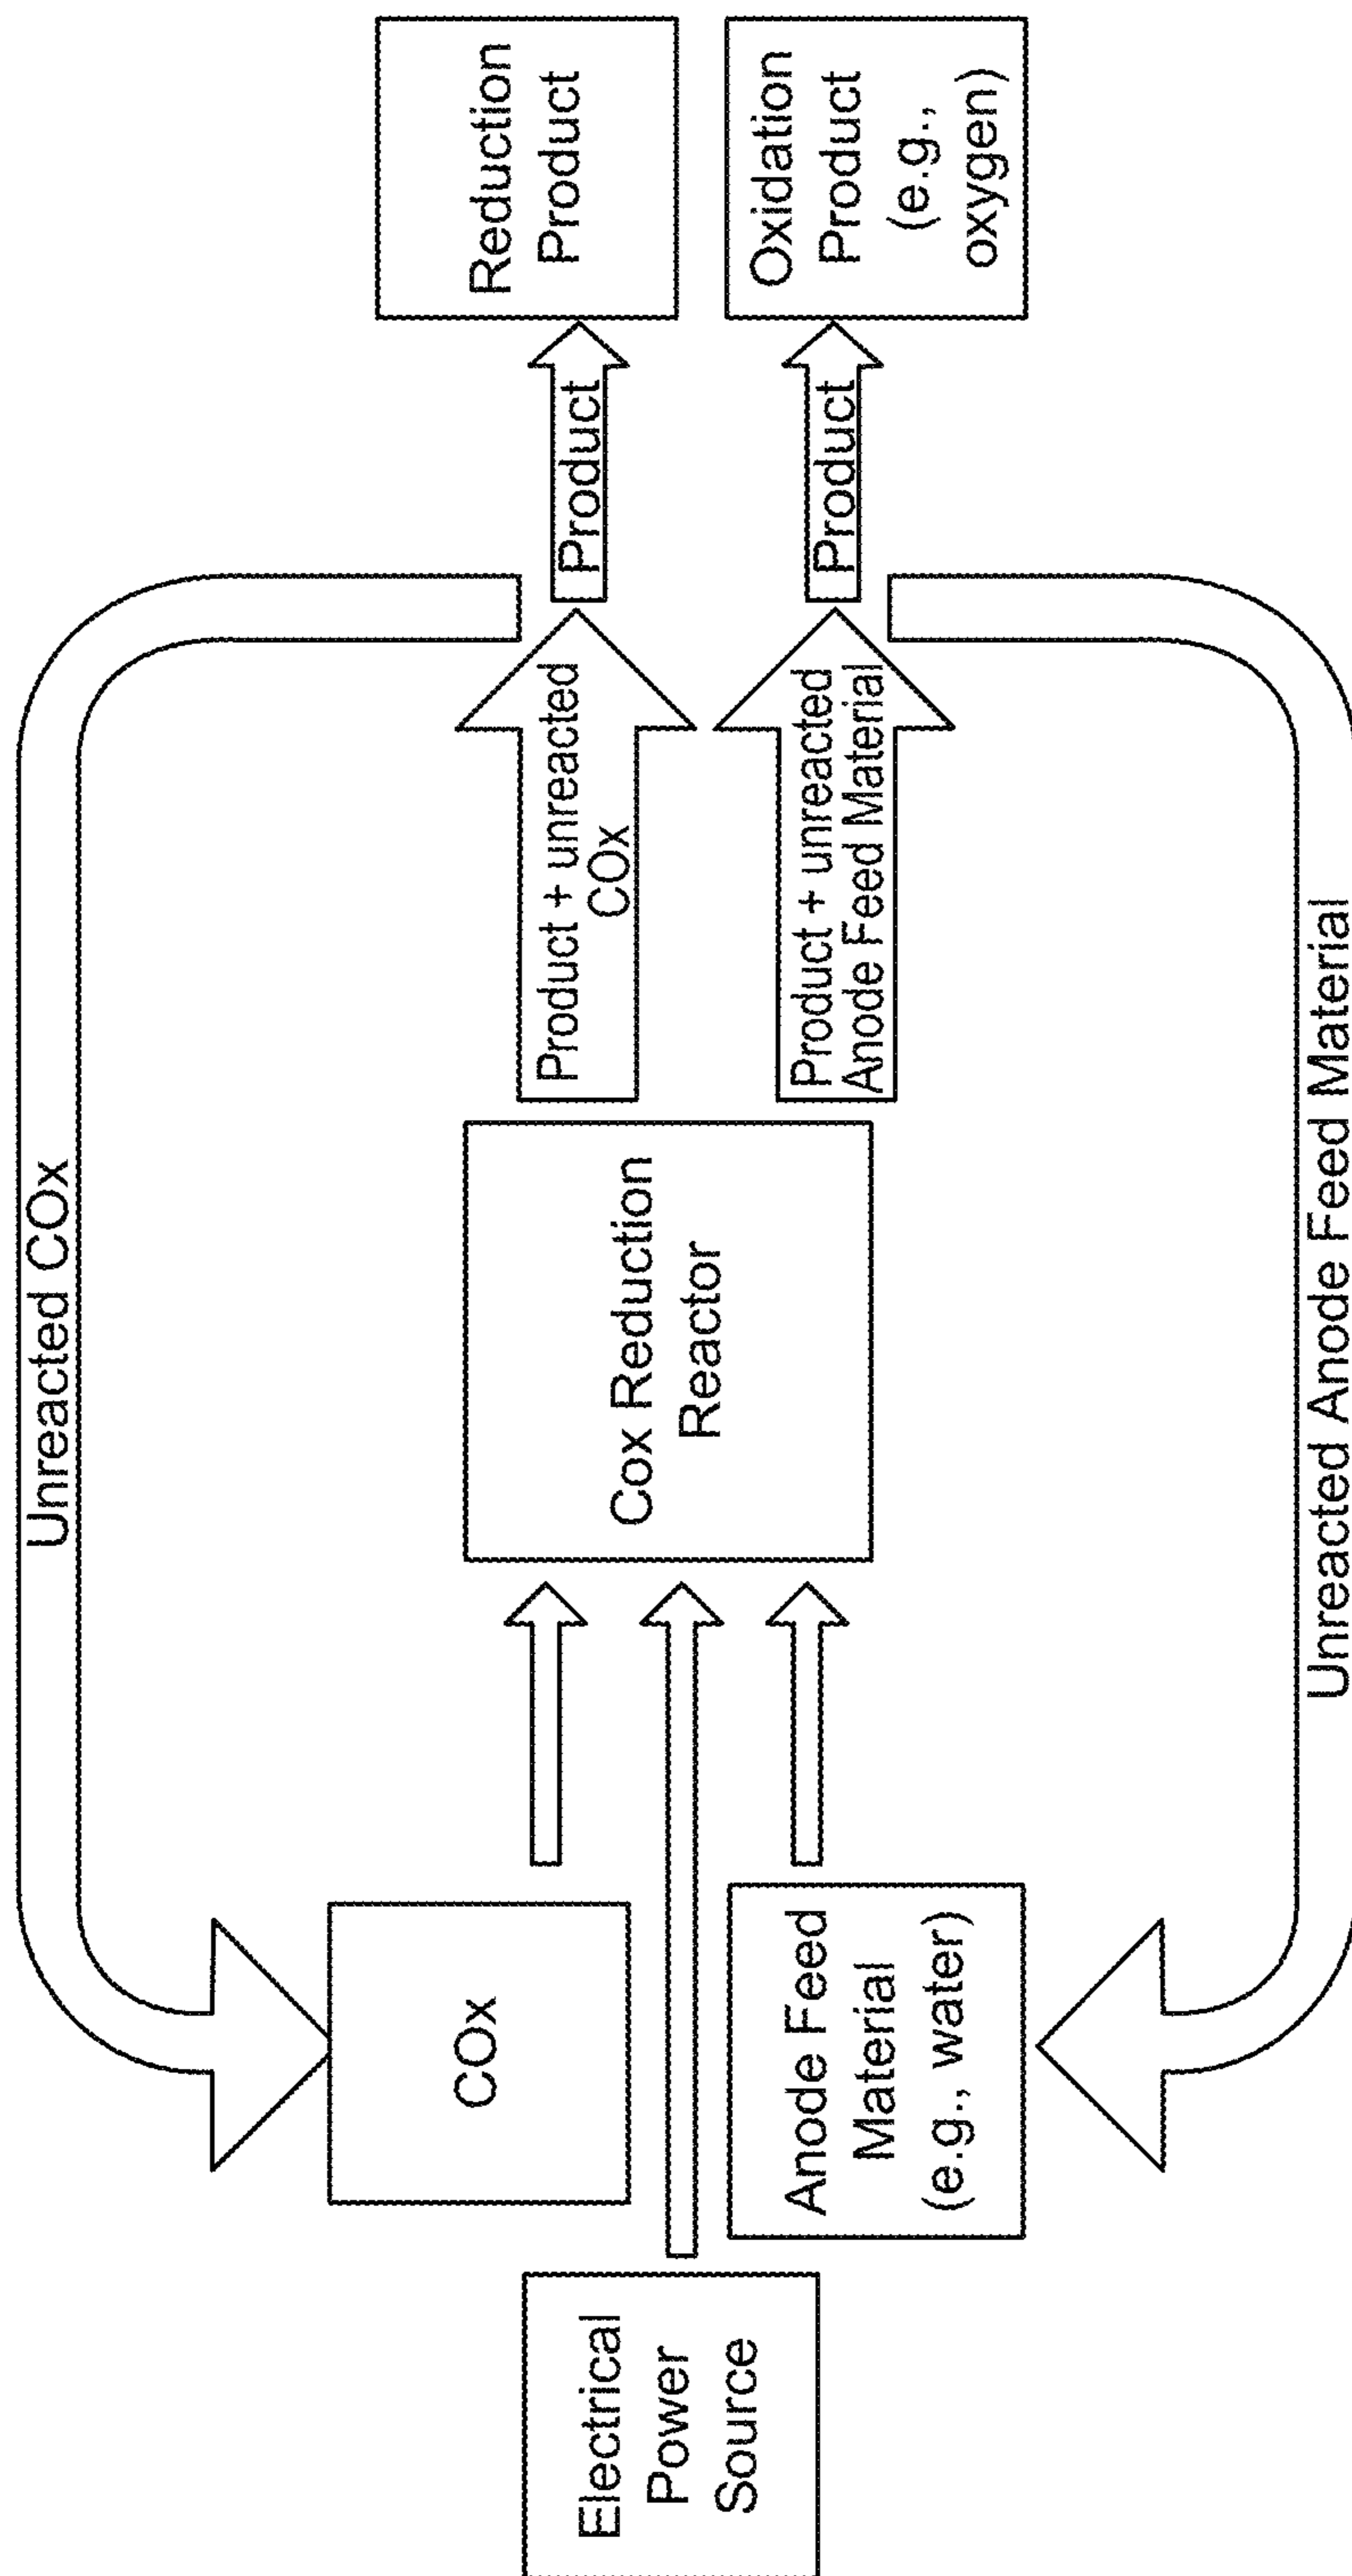 Unreacted COx
COx
Electrical
Power
Source
Anode Feed
Material
(e.g., water)
Cox Reduction
Reactor
Product + unreacted
COx
Product + unreacted
Anode Feed Material
Product
Product
Reduction
Product
Oxidation
Product
(e.g.,
oxygen)
Unreacted Anode Feed Material